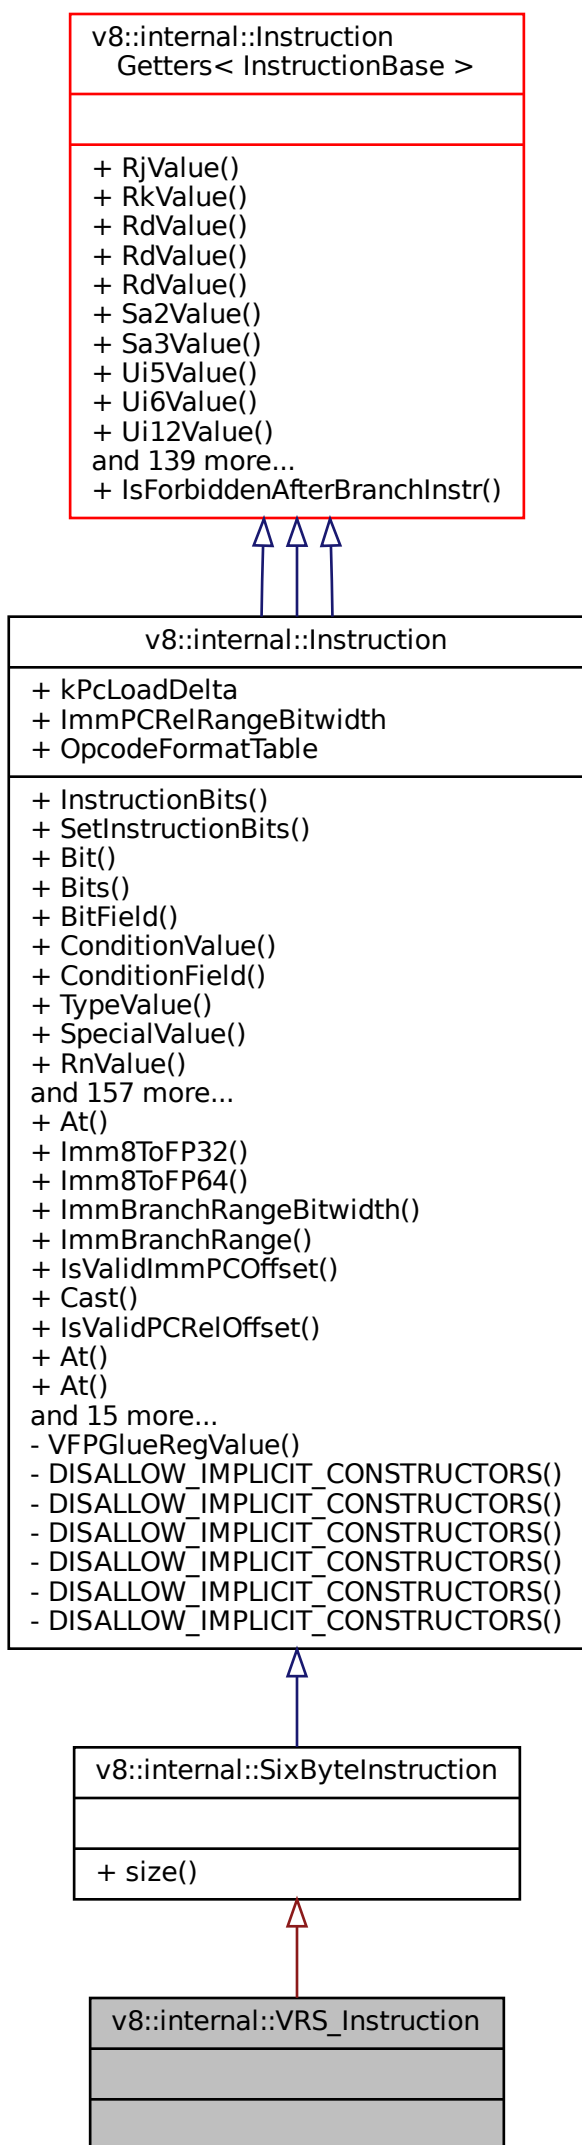 v8::internal::Instruction
Getters< InstructionBase >
+ RjValue()
+ RkValue()
+ RdValue()
+ RdValue()
+ RdValue()
+ Sa2Value()
+ Sa3Value()
+ Ui5Value()
+ Ui6Value()
+ Ui12Value()
and 139 more...
+ IsForbiddenAfterBranchInstr()
v8::internal::Instruction
+ kPcLoadDelta
+ ImmPCRelRangeBitwidth
+ OpcodeFormatTable
+ InstructionBits()
+ SetInstructionBits()
+ Bit()
+ Bits()
+ BitField()
+ ConditionValue()
+ ConditionField()
+ TypeValue()
+ SpecialValue()
+ RnValue()
and 157 more...
+ At()
+ Imm8ToFP32()
+ Imm8ToFP64()
+ ImmBranchRangeBitwidth()
+ ImmBranchRange()
+ IsValidImmPCOffset()
+ Cast()
+ IsValidPCRelOffset()
+ At()
+ At()
and 15 more...
- VFPGlueRegValue()
- DISALLOW_IMPLICIT_CONSTRUCTORS()
- DISALLOW_IMPLICIT_CONSTRUCTORS()
- DISALLOW_IMPLICIT_CONSTRUCTORS()
- DISALLOW_IMPLICIT_CONSTRUCTORS()
- DISALLOW_IMPLICIT_CONSTRUCTORS()
- DISALLOW_IMPLICIT_CONSTRUCTORS()
v8::internal::SixByteInstruction
+ size()
v8::internal::VRS_Instruction